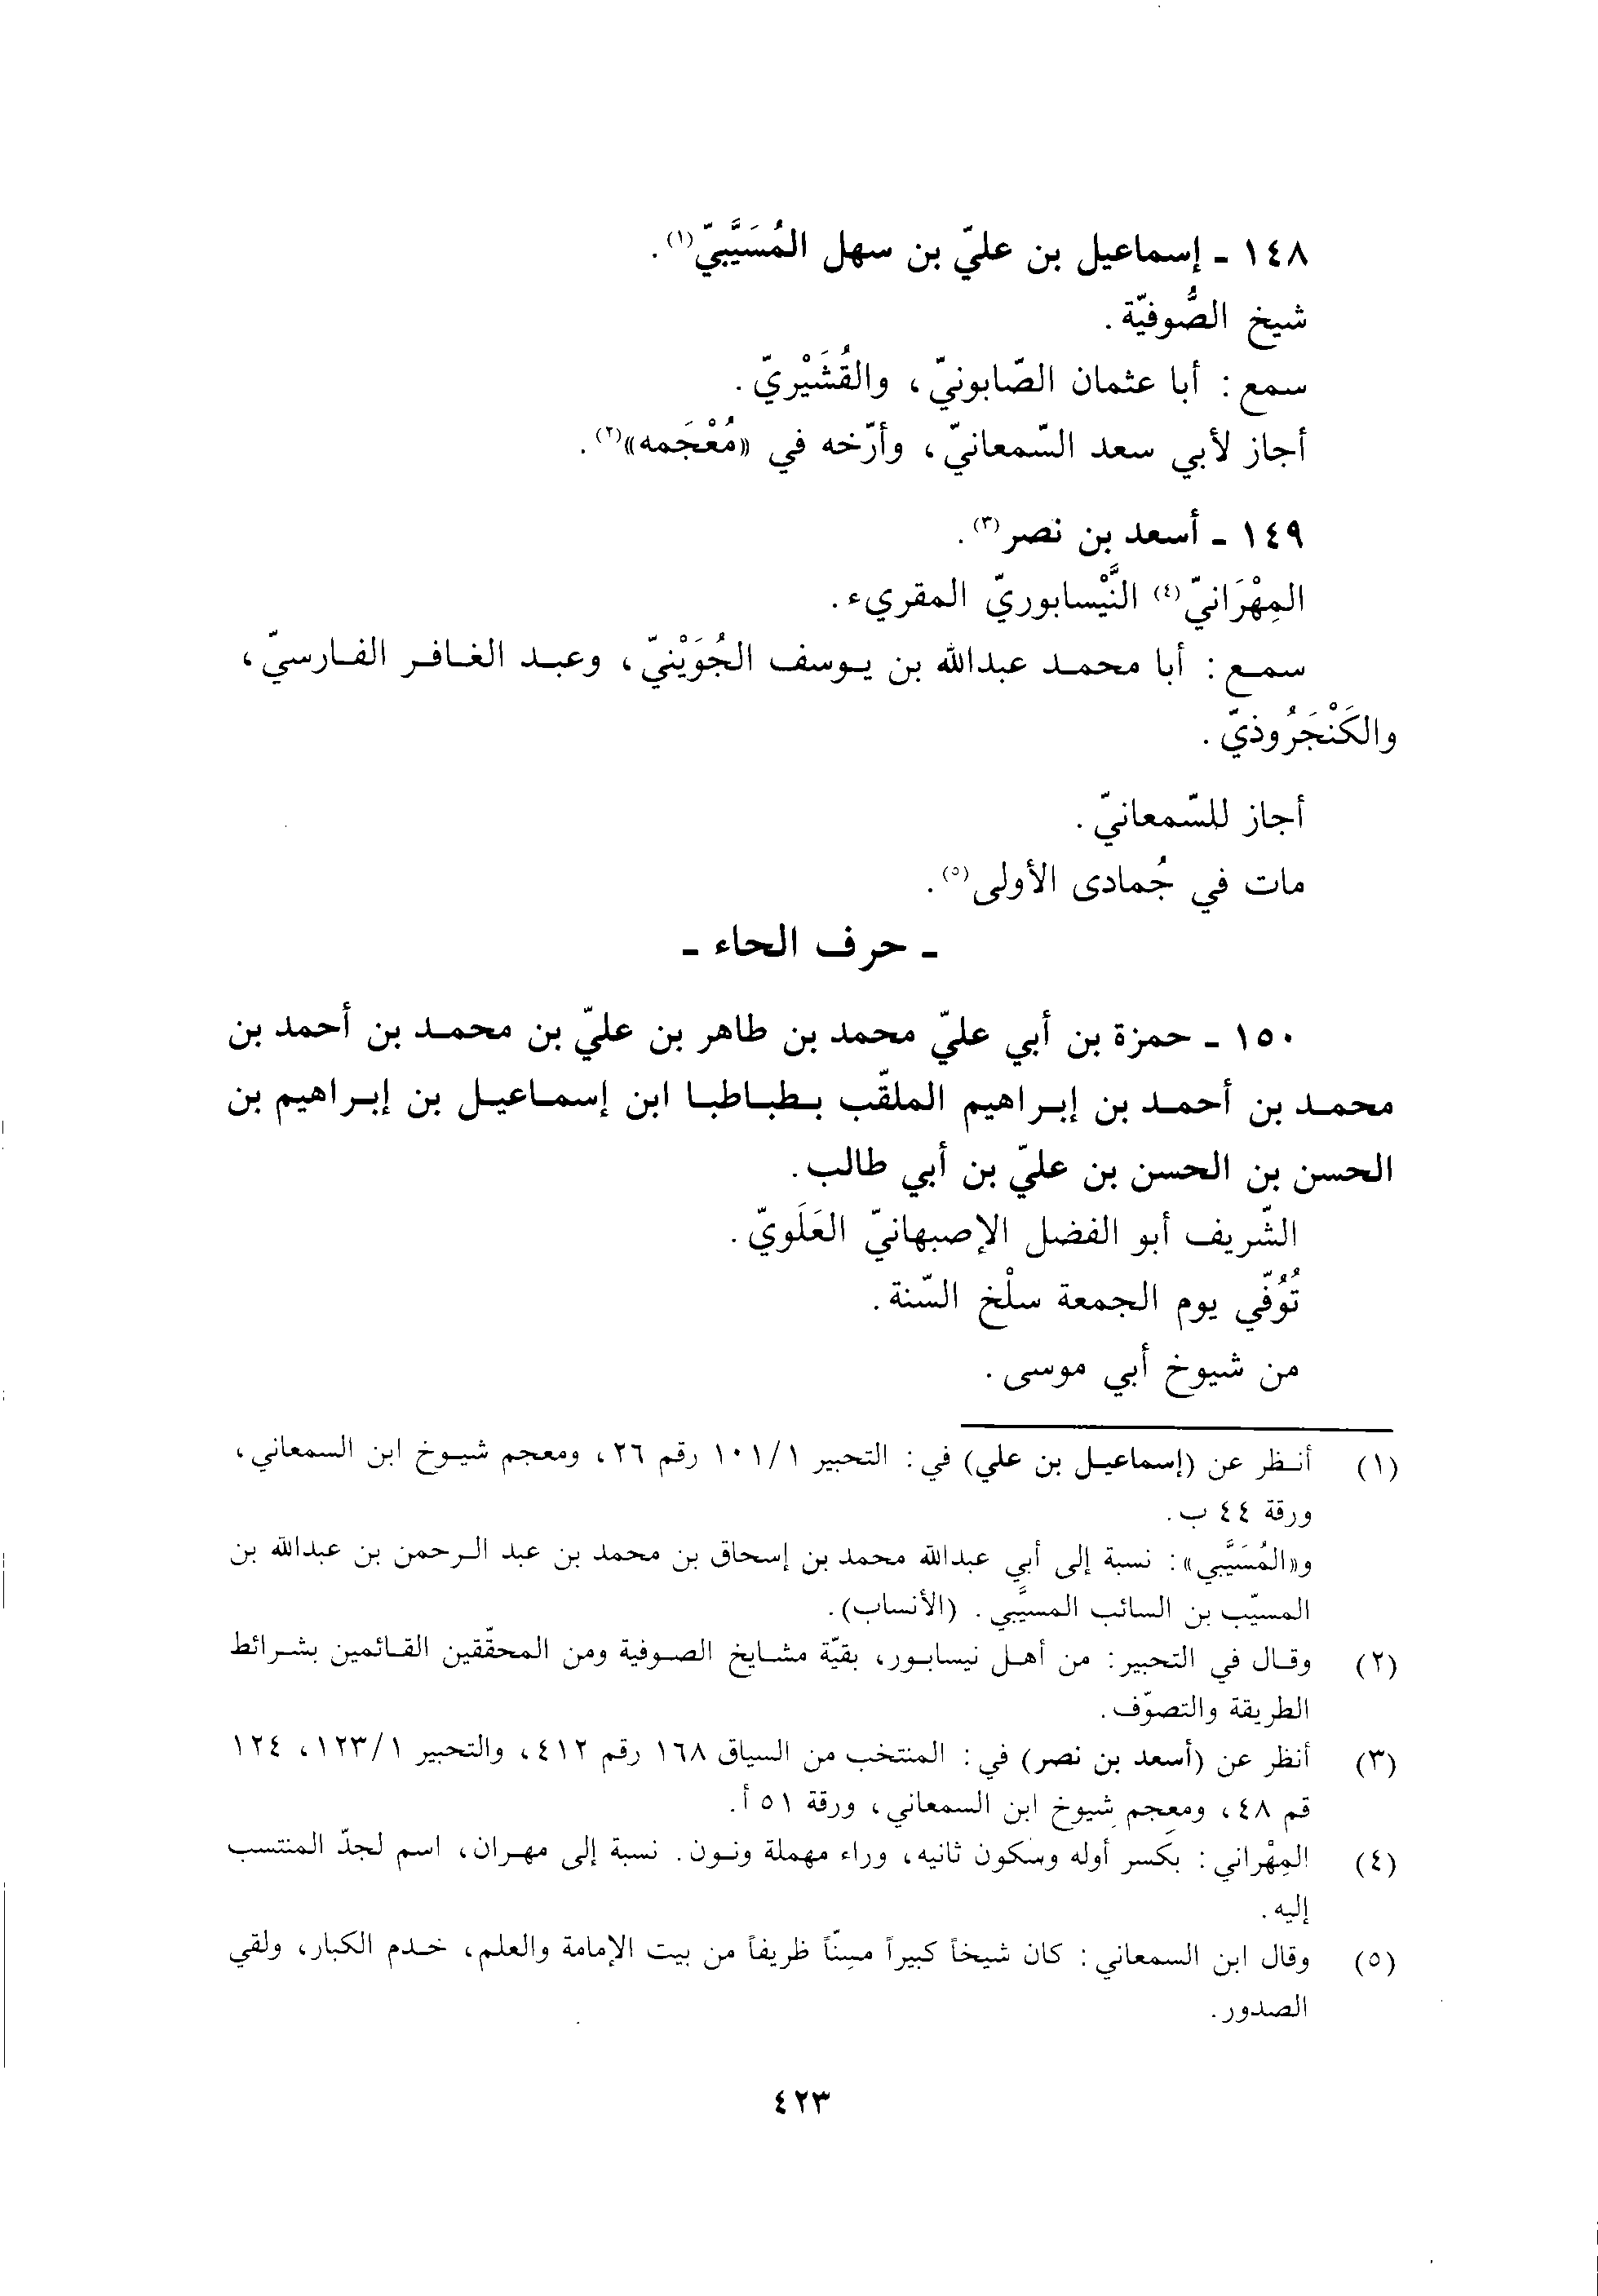 ١٤٨ - إسماعيل بن عليّ بن سهل المُسَيَّبيّ(١).
شيخ الصُّوفيّة.
سمع: أبا عثمان الصّابونيّ، والقُشَيْريّ.
أجاز لأبي سعد السّمعانيّ، وأرّخه في «مُعْجَمه»(٢).
١٤٩ - أسعد بن نصر(٣).
المِهْرَانيّ(٤) النَّيْسابوريّ المقريء.
سمع: أبا محمد عبدالله بن يوسف الجُوَيْنيّ، وعبد الغافر الفارسيّ،
والكَنْجَرُوذيّ.
أجاز للسّمعانيّ.
مات في جُمادى الأولى(٥).
- حرف الحاء -
١٥٠ - حمزة بن أبي عليّ محمد بن طاهر بن عليّ بن محمد بن أحمد بن
محمد بن أحمد بن إبراهيم الملقّب بطباطبا ابن إسماعيل بن إبراهيم بن
الحسن بن الحسن بن عليّ بن أبي طالب.
الشّريف أبو الفضل الإصبهانيّ العَلَويّ.
تُوُفّي يوم الجمعة سلْخ السّنة.
من شيوخ أبي موسى.
(١) أنظر عن (إسماعيل بن علي) في: التحبير ١٠١/١ رقم ٢٦، ومعجم شيوخ ابن السمعاني،
ورقة ٤٤ ب.
و«المُسَيَّبي»: نسبة إلى أبي عبدالله محمد بن إسحاق بن محمد بن عبد الرحمن بن عبدالله بن
المسيّب بن السائب المسيَّبي. (الأنساب).
(٢) وقال في التحبير: من أهل نيسابور، بقيّة مشايخ الصوفية ومن المحقّقين القائمين بشرائط
الطريقة والتصوّف.
(٣) أنظر عن (أسعد بن نصر) في: المنتخب من السياق ١٦٨ رقم ٤١٢، والتحبير ١٢٣/١، ١٢٤
قم ٤٨، ومعجم شيوخ ابن السمعاني، ورقة ٥١ أ.
(٤) المِهْراني: بكسر أوله وسكون ثانيه، وراء مهملة ونون. نسبة إلى مهران، اسم لجدّ المنتسب
إليه.
(٥) وقال ابن السمعاني: كان شيخاً كبيراً مسِنّاً ظريفاً من بيت الإمامة والعلم، خدم الكبار، ولقي
الصدور.
٤٢٣